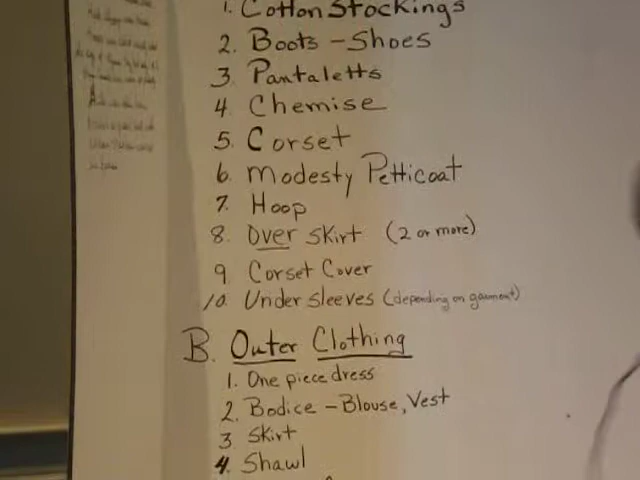 1. Cotton Stockings
2. Boots - Shoes
3 Pantaletts
4 Chemise
5. Corset
6. Modesty Petticoat
7. Hoop
8. Over skirt (2 or more)
9 Corset Cover
10. Under sleeves (depending on garment)
B. Outer Clothing
1. One piece dress
2. Bodice - Blouse, Vest
3 Skirt
4. Shawl